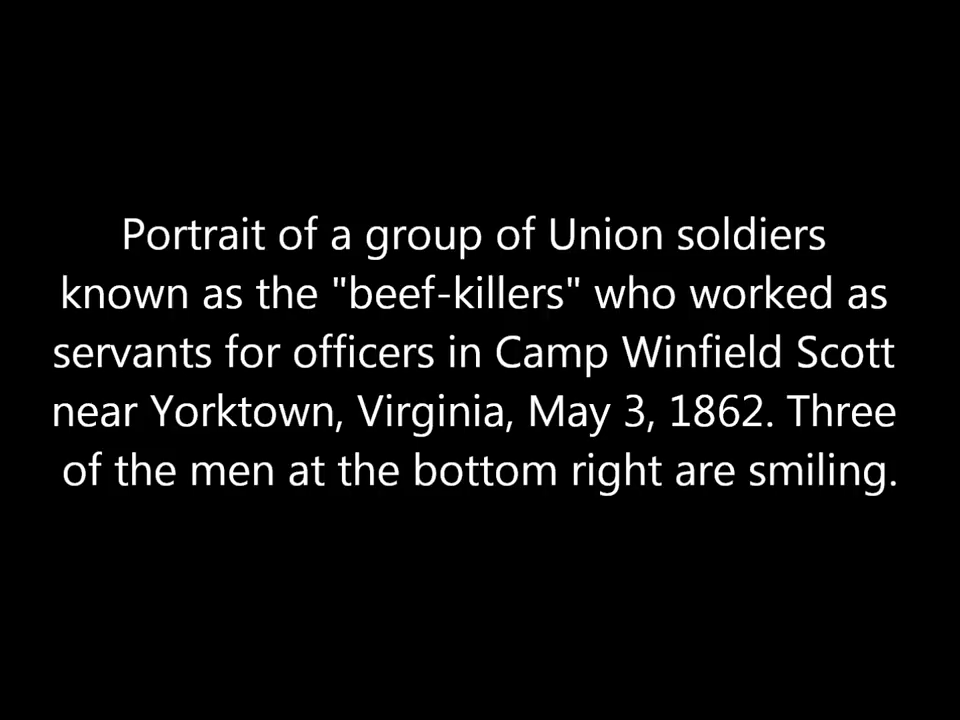 Portrait of a group of Union soldiers
known as the "beef-killers" who worked as
servants for officers in Camp Winfield Scott
near Yorktown, Virginia, May 3, 1862. Three
of the men at the bottom right are smiling.